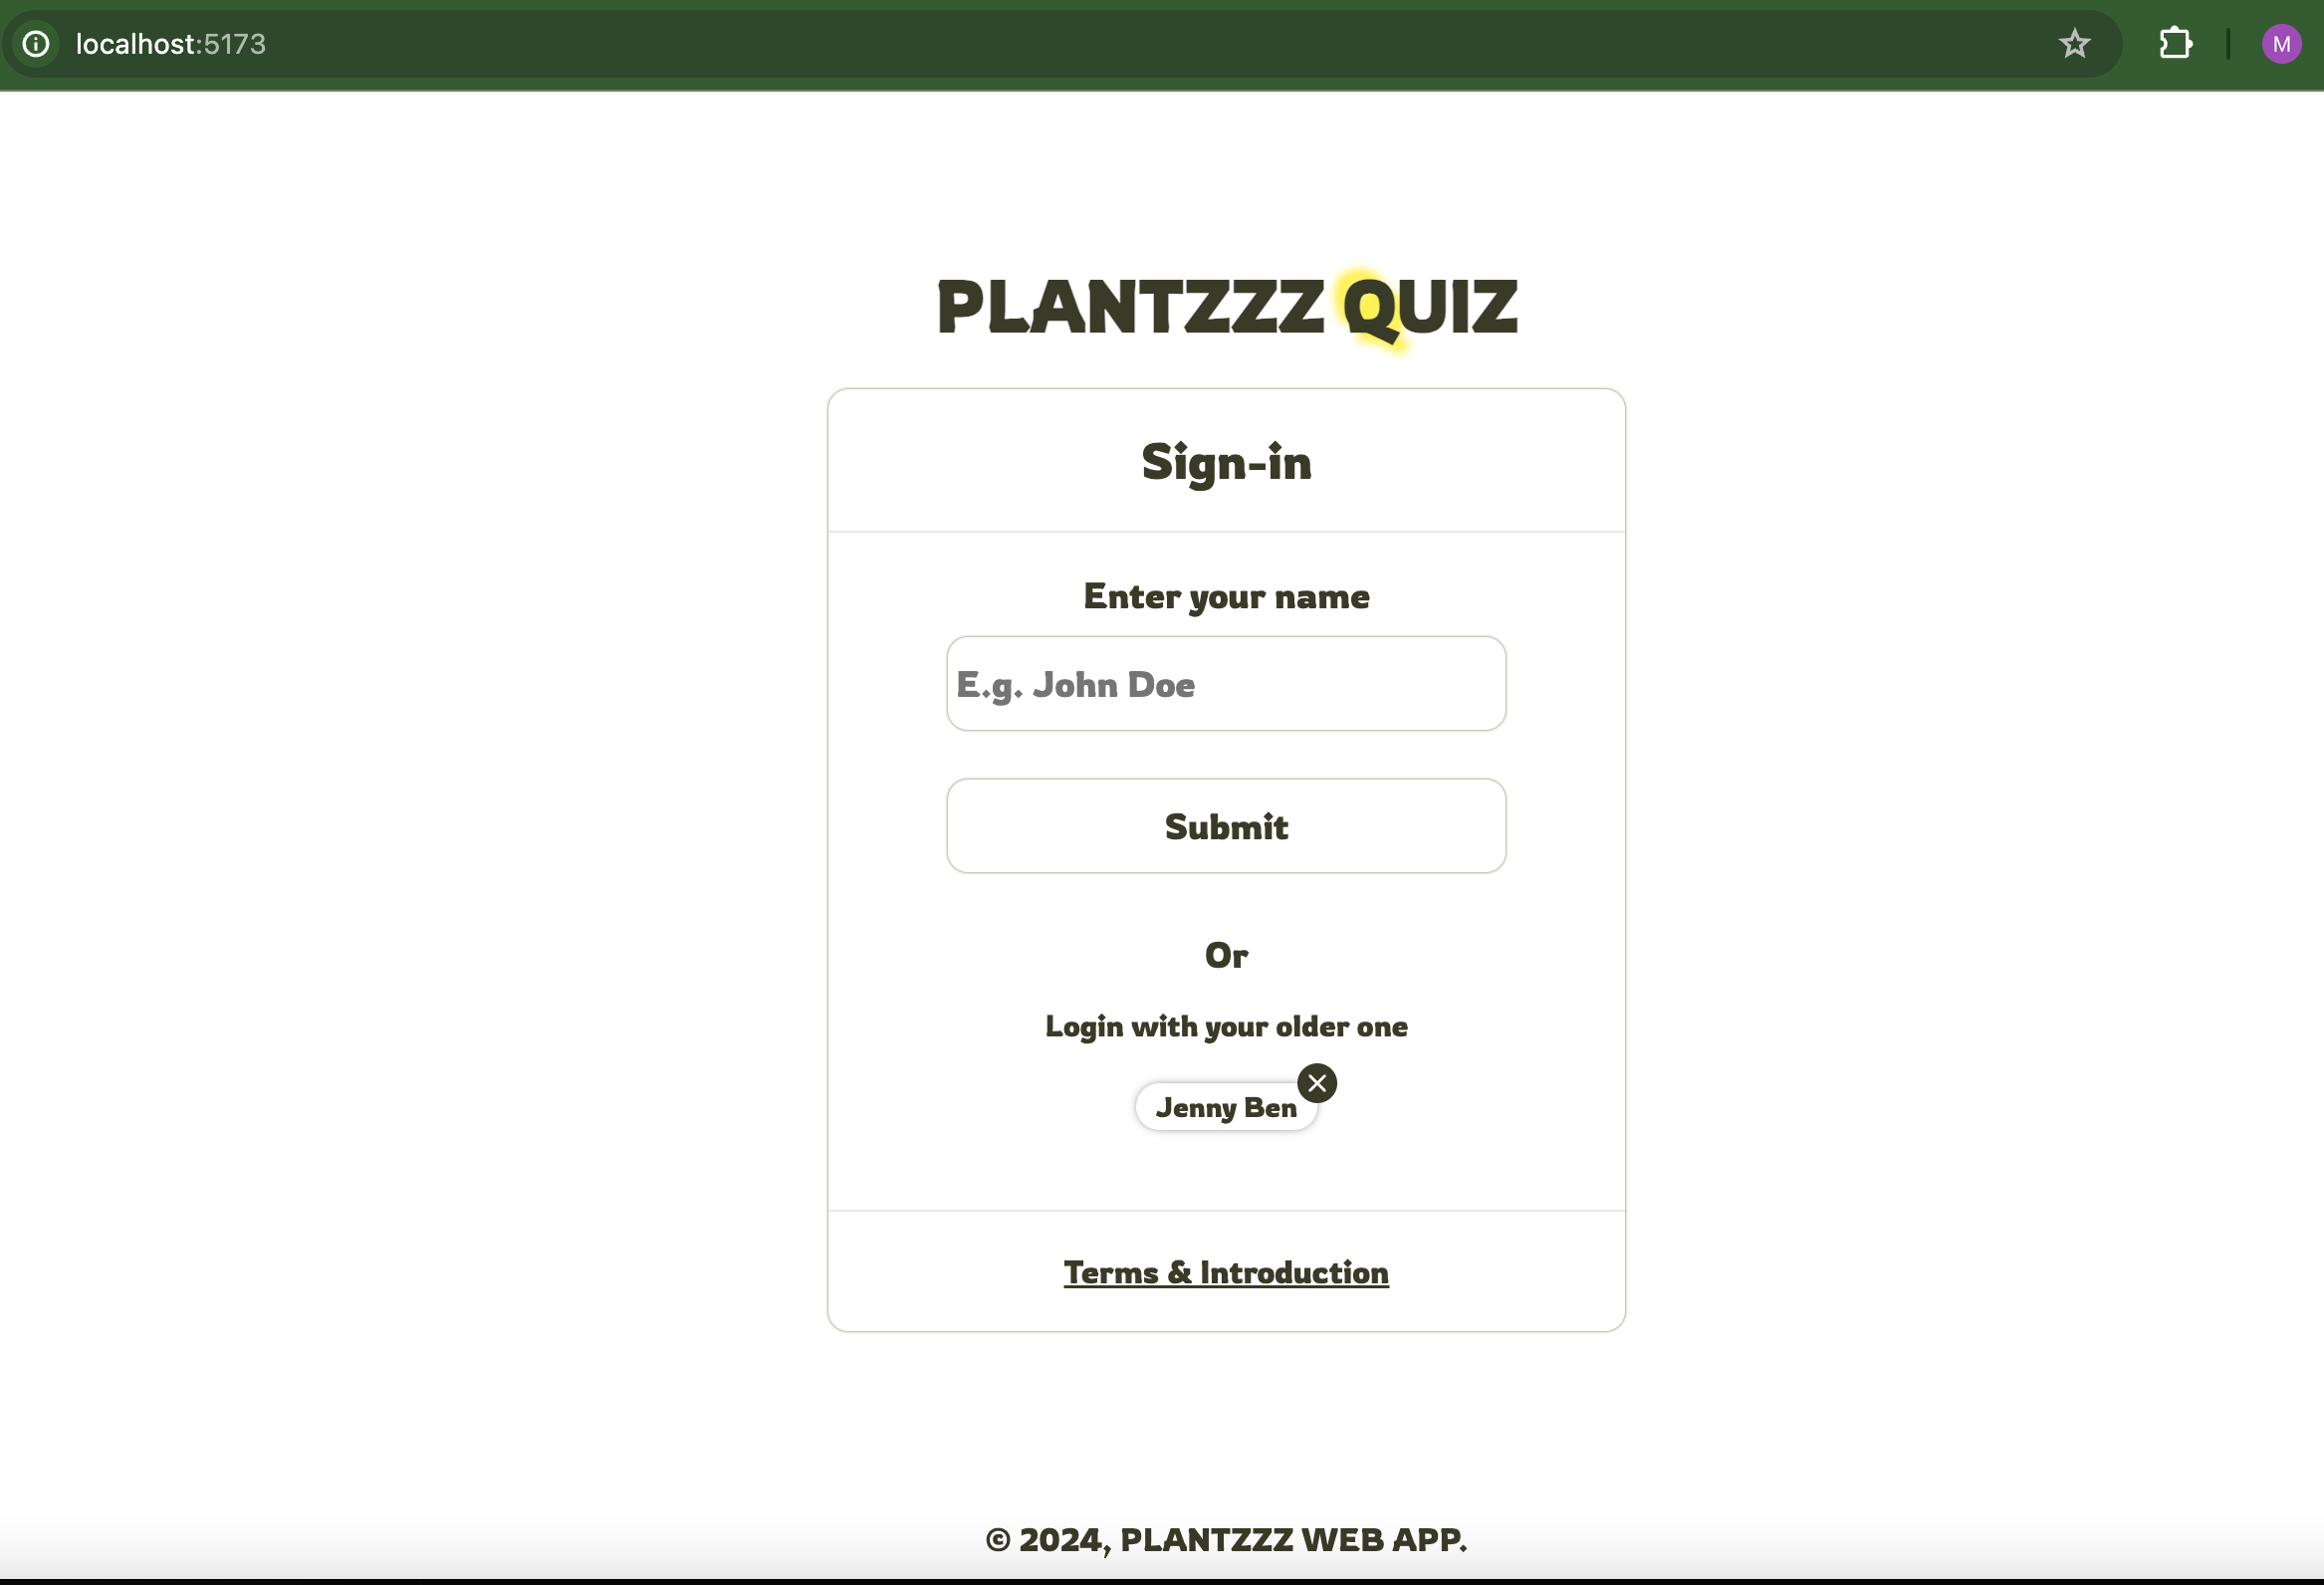 localhost:5173
M
PLANTZZZ QUIZ
Sign-in
Enter your name
E.g. John Doe
Submit
Or
Login with your older one
Jenny Ben
Terms & Introduction
© 2024, PLANTZZZ WEB APP.